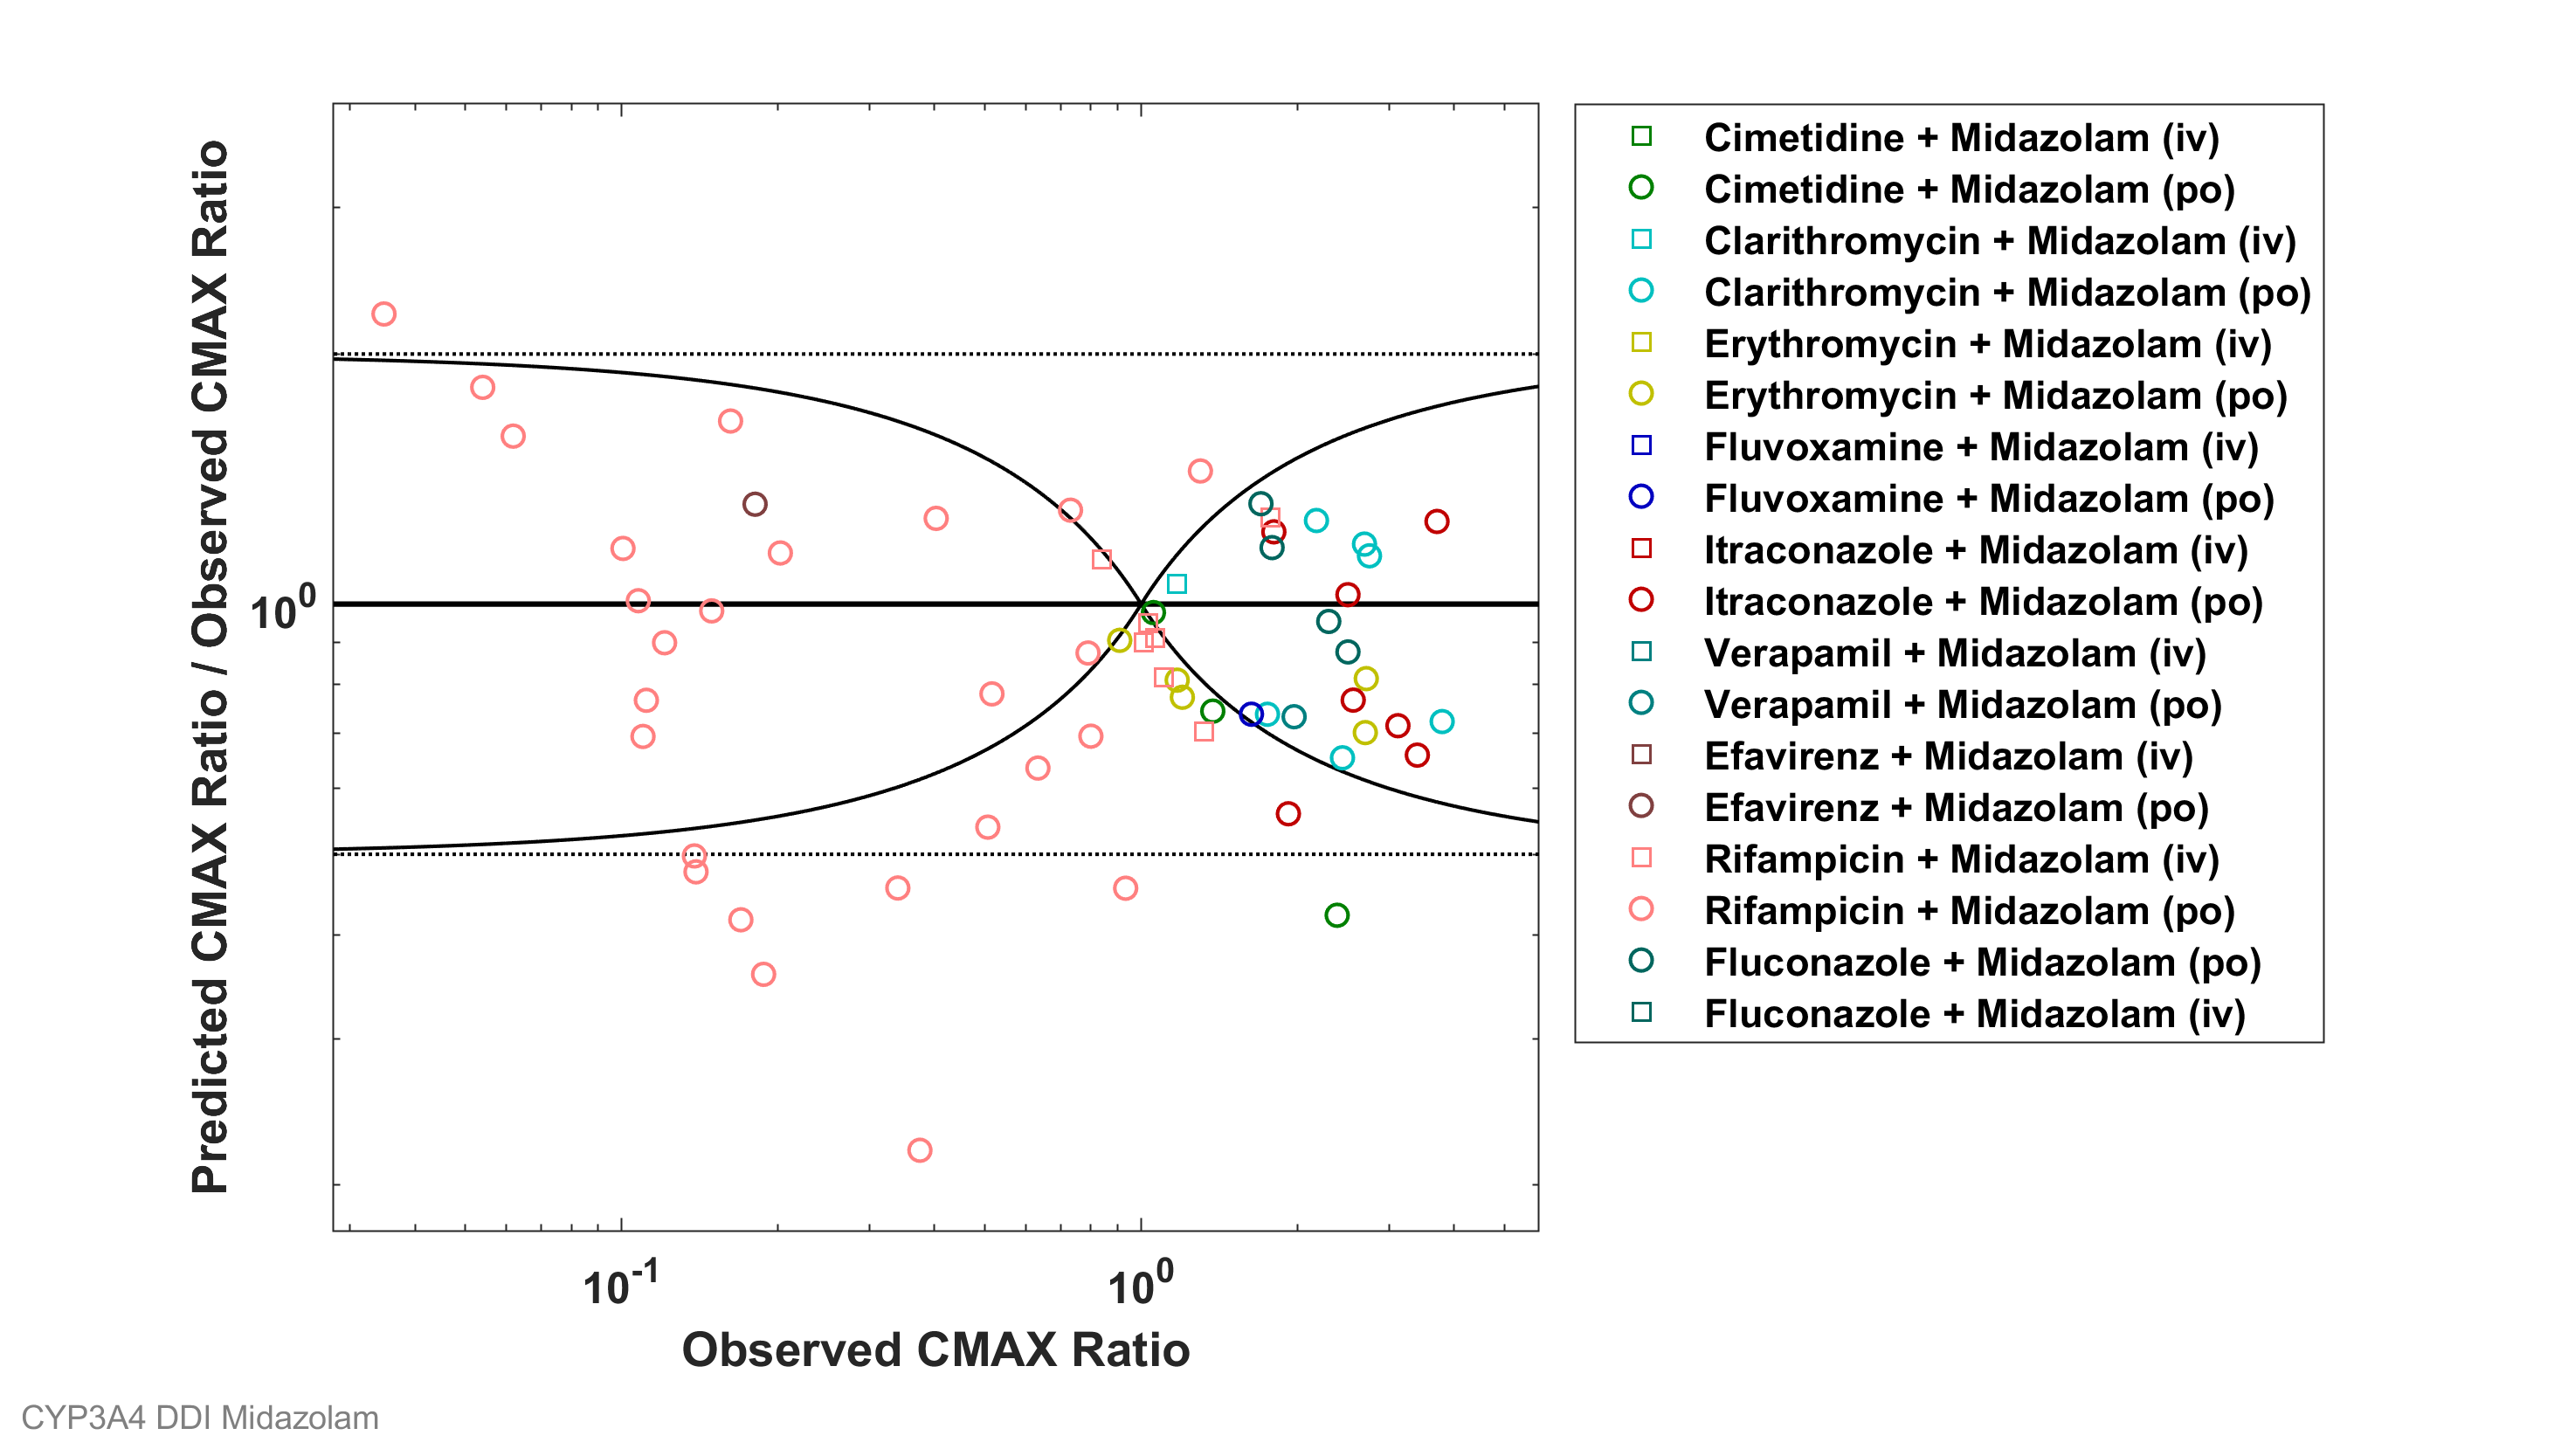 Predicted CMAX Ratio / Observed CMAX Ratio
10^0
10^-1
10^0
Observed CMAX Ratio
Cimetidine + Midazolam (iv)
Cimetidine + Midazolam (po)
Clarithromycin + Midazolam (iv)
Clarithromycin + Midazolam (po)
Erythromycin + Midazolam (iv)
Erythromycin + Midazolam (po)
Fluvoxamine + Midazolam (iv)
Fluvoxamine + Midazolam (po)
Itraconazole + Midazolam (iv)
Itraconazole + Midazolam (po)
Verapamil + Midazolam (iv)
Verapamil + Midazolam (po)
Efavirenz + Midazolam (iv)
Efavirenz + Midazolam (po)
Rifampicin + Midazolam (iv)
Rifampicin + Midazolam (po)
Fluconazole + Midazolam (po)
Fluconazole + Midazolam (iv)
CYP3A4 DDI Midazolam